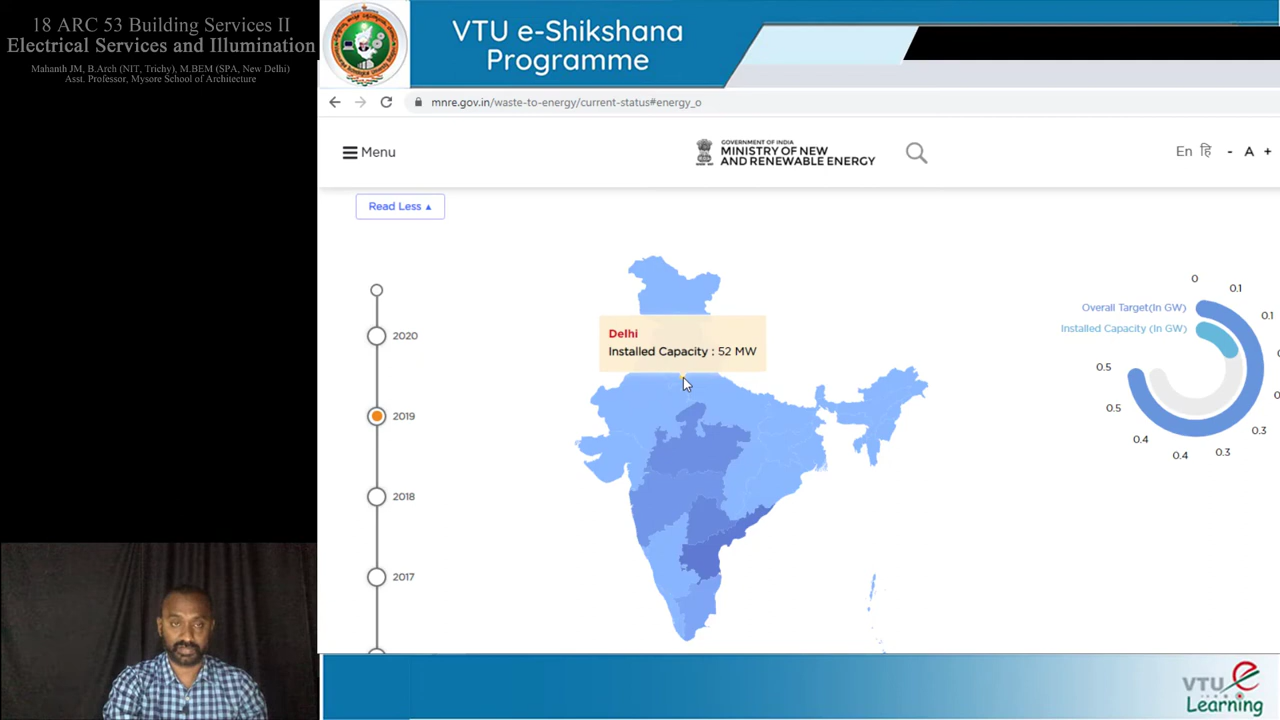 18 ARC 53 Building Services II
Electrical Services and Illumination
Mahanth JM, B.Arch (NIT, Trichy), M.BEM (SPA, New Delhi)
Asst. Professor, Mysore School of Architecture
VTU e-Shikshana
Programme
mnre.gov.in/waste-to-energy/current-status#energy_o
Menu
GOVERNMENT OF INDIA
MINISTRY OF NEW
AND RENEWABLE ENERGY
En हि - A +
Read Less ▲
2020
2019
2018
2017
Delhi
Installed Capacity : 52 MW
Overall Target(In GW)
Installed Capacity (In GW)
0
0.1
0.1
0.3
0.3
0.4
0.4
0.5
0.5
VTU e
Learning